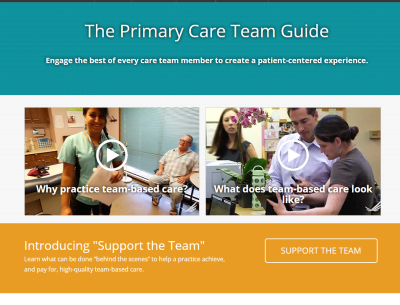 The Primary Care Team Guide
Engage the best of every care team member to create a patient-centered experience.
Why practice team-based care?
What does team-based care look
like?
Introducing "Support the Team"
Learn what can be done "behind the scenes" to help a practice achieve,
and pay for, high-quality team-based care.
SUPPORT THE TEAM